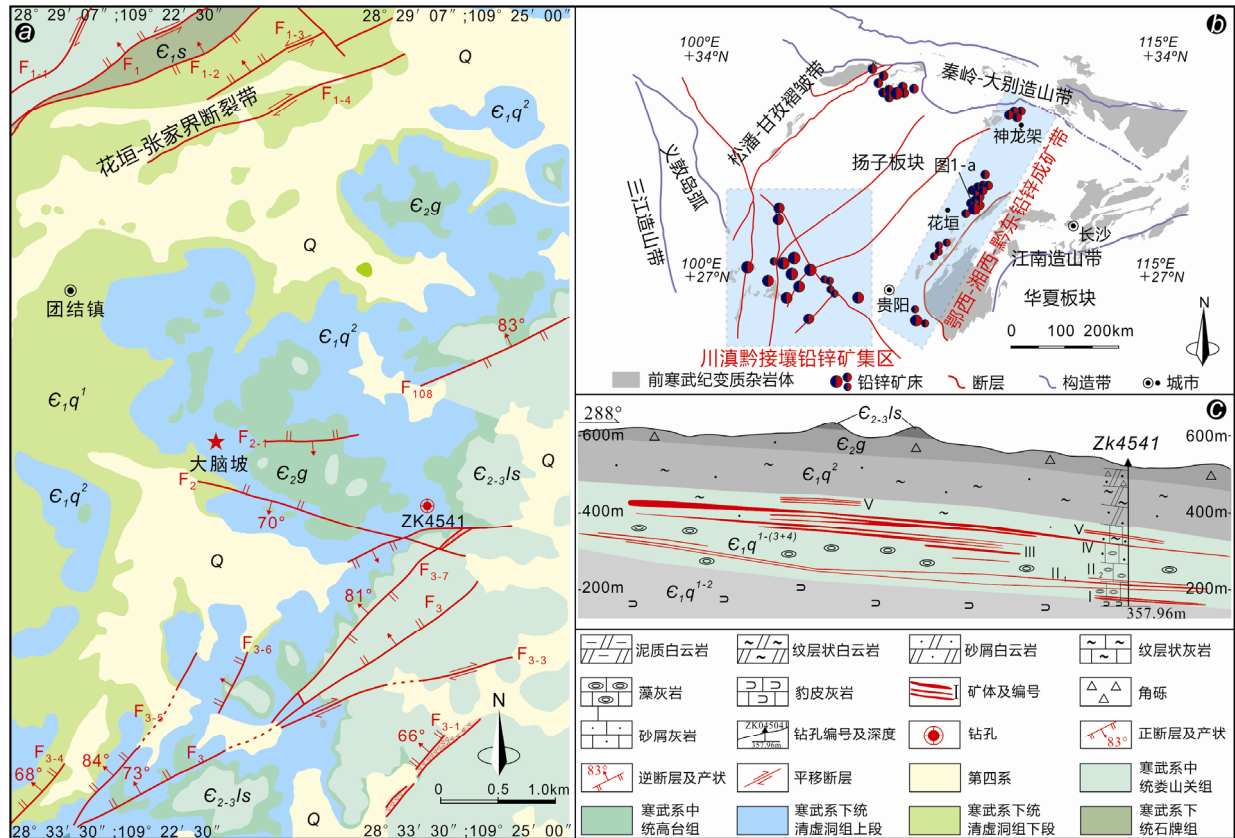 a
28° 29′ 07″ ;109° 22′ 30″
28° 29′ 07″ ;109° 25′ 00″
Є₁s
F₁₋₁
F₁
F₁₋₂
F₁₋₃
F₁₋₄
Q
花垣-张家界断裂带
Є₁q²
Є₂g
Q
团结镇
Є₁q²
83°
F₁₀₈
Є₁q¹
F₂₋₁
大脑坡
Є₂g
Є₂₋₃ls
Q
Є₁q²
F₂
70°
ZK4541
Q
F₃₋₇
81°
F₃
F₃₋₆
F₃₋₃
F₃₋₅
F₃₋₁
66°
N
F₃₋₄
68°
84°
73°
F₃
Є₂₋₃ls
Q
0
0.5
1.0km
28° 33′ 30″ ;109° 22′ 30″
28° 33′ 30″ ;109° 25′ 00″
b
100°E
+34°N
115°E
+34°N
秦岭-大别造山带
松潘-甘孜褶皱带
神龙架
义敦岛弧
扬子板块
图1-a
三江造山带
花垣
鄂西-湘西-黔东铅锌成矿带
长沙
100°E
+27°N
江南造山带
115°E
+27°N
贵阳
华夏板块
N
0
100
200km
川滇黔接壤铅锌矿集区
前寒武纪变质杂岩体
铅锌矿床
断层
构造带
城市
c
288°
Є₂₋₃ls
600m
600m
Є₂g
Zk4541
Є₁q²
400m
400m
V
V
Є₁q¹⁻⁽³⁺⁴⁾
III
IV
II₁
II₂
200m
200m
Є₁q¹⁻²
I
357.96m
泥质白云岩
纹层状白云岩
砂屑白云岩
纹层状灰岩
藻灰岩
豹皮灰岩
I
矿体及编号
角砾
砂屑灰岩
ZK045041
357.96m
钻孔编号及深度
钻孔
83°
正断层及产状
83°
逆断层及产状
平移断层
第四系
寒武系中
统娄山关组
寒武系中
统高台组
寒武系下统
清虚洞组上段
寒武系下统
清虚洞组下段
寒武系下
统石牌组